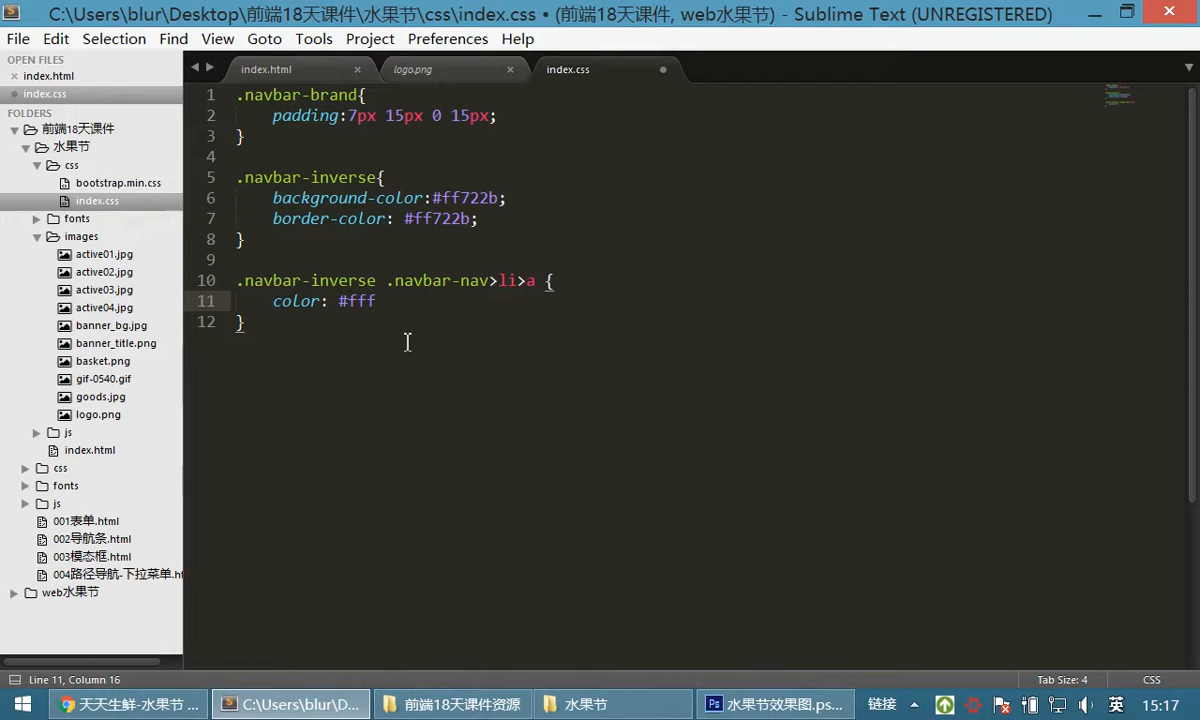 C:\Users\blur\Desktop\前端18天课件\水果节\css\index.css • (前端18天课件, web水果节) - Sublime Text (UNREGISTERED)
File Edit Selection Find View Goto Tools Project Preferences Help
OPEN FILES
index.html
index.css
FOLDERS
前端18天课件
水果节
css
bootstrap.min.css
index.css
fonts
images
active01.jpg
active02.jpg
active03.jpg
active04.jpg
banner_bg.jpg
banner_title.png
basket.png
gif-0540.gif
goods.jpg
logo.png
js
index.html
css
fonts
js
001表单.html
002导航条.html
003模态框.html
004路径导航-下拉菜单.ht
web水果节
index.html logo.png index.css
1 .navbar-brand{
2 padding:7px 15px 0 15px;
3 }
4
5 .navbar-inverse{
6 background-color:#ff722b;
7 border-color: #ff722b;
8 }
9
10 .navbar-inverse .navbar-nav>li>a {
11 color: #fff
12 }
Line 11, Column 16 Tab Size: 4 CSS
天天生鲜-水果节 ... C:\Users\blur\D... 前端18天课件资源 水果节 水果节效果图.ps... 链接 英 15:17